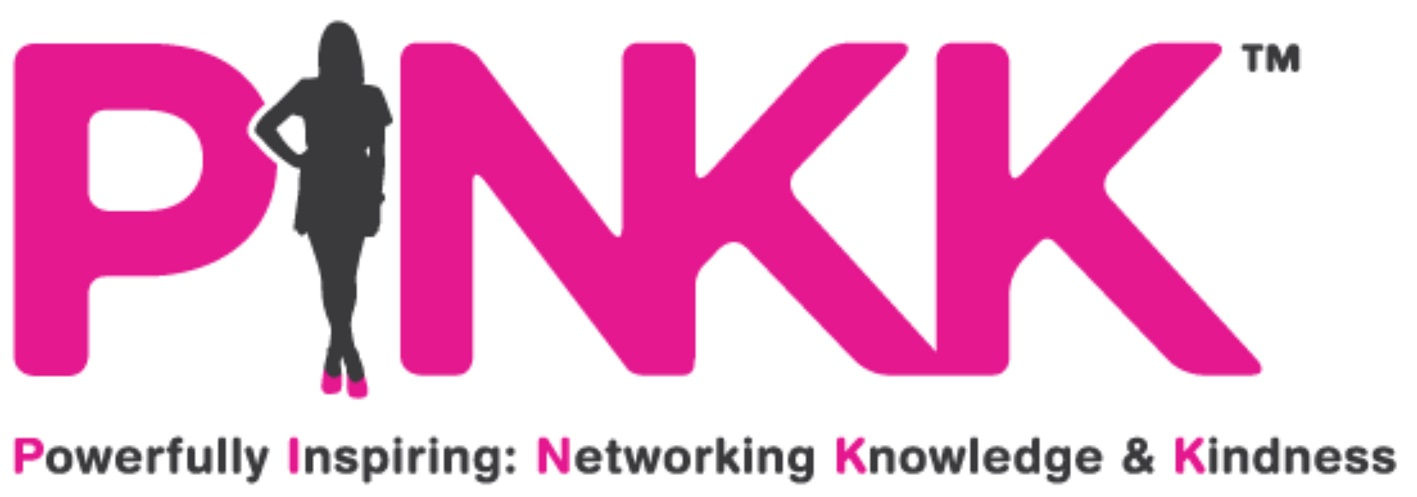 PINKK™
Powerfully Inspiring: Networking Knowledge & Kindness